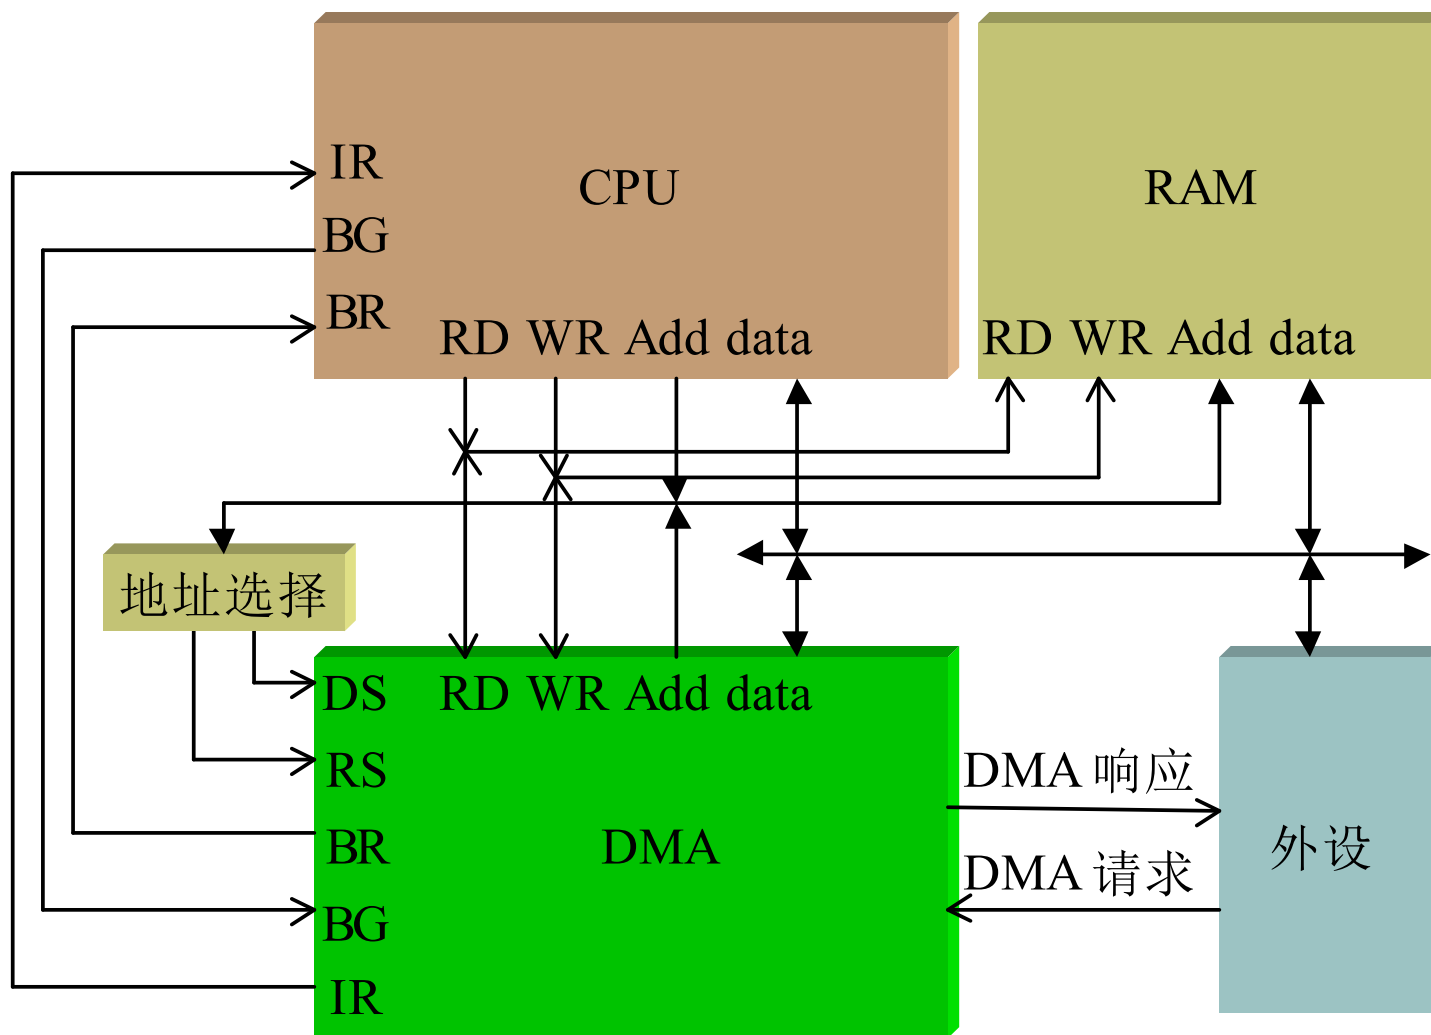 IR
CPU
RAM
BG
BR
RD WR Add data
RD WR Add data
地址选择
DS
RD WR Add data
RS
DMA 响应
BR
DMA
外设
DMA 请求
BG
IR